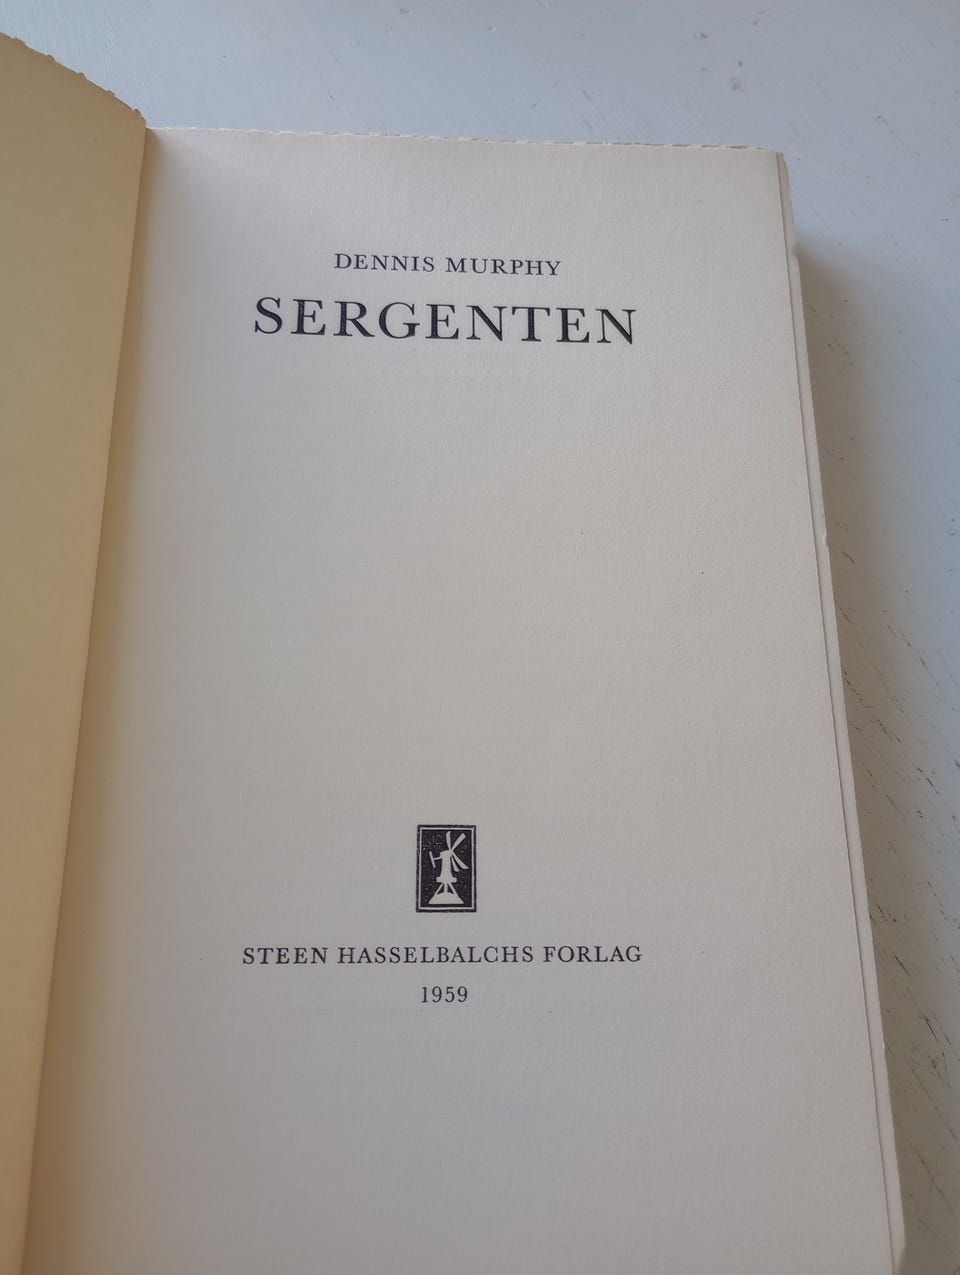 DENNIS MURPHY
SERGENTEN
STEEN HASSELBALCHS FORLAG
1959